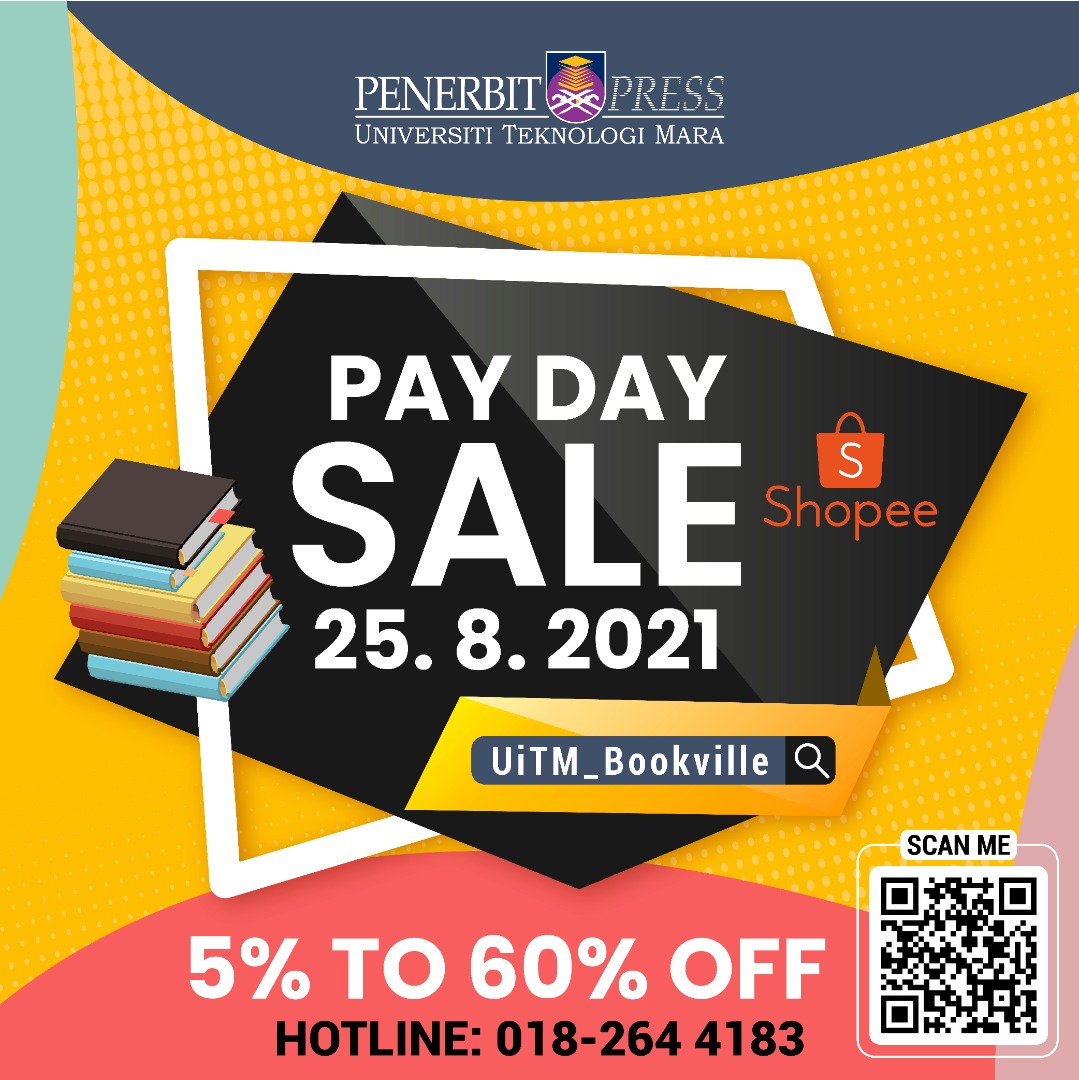 PENERBIT PRESS
UNIVERSITI TEKNOLOGI MARA
PAY DAY
SALE
25. 8. 2021
S
Shopee
UiTM_Bookville
SCAN ME
5% TO 60% OFF
HOTLINE: 018-264 4183